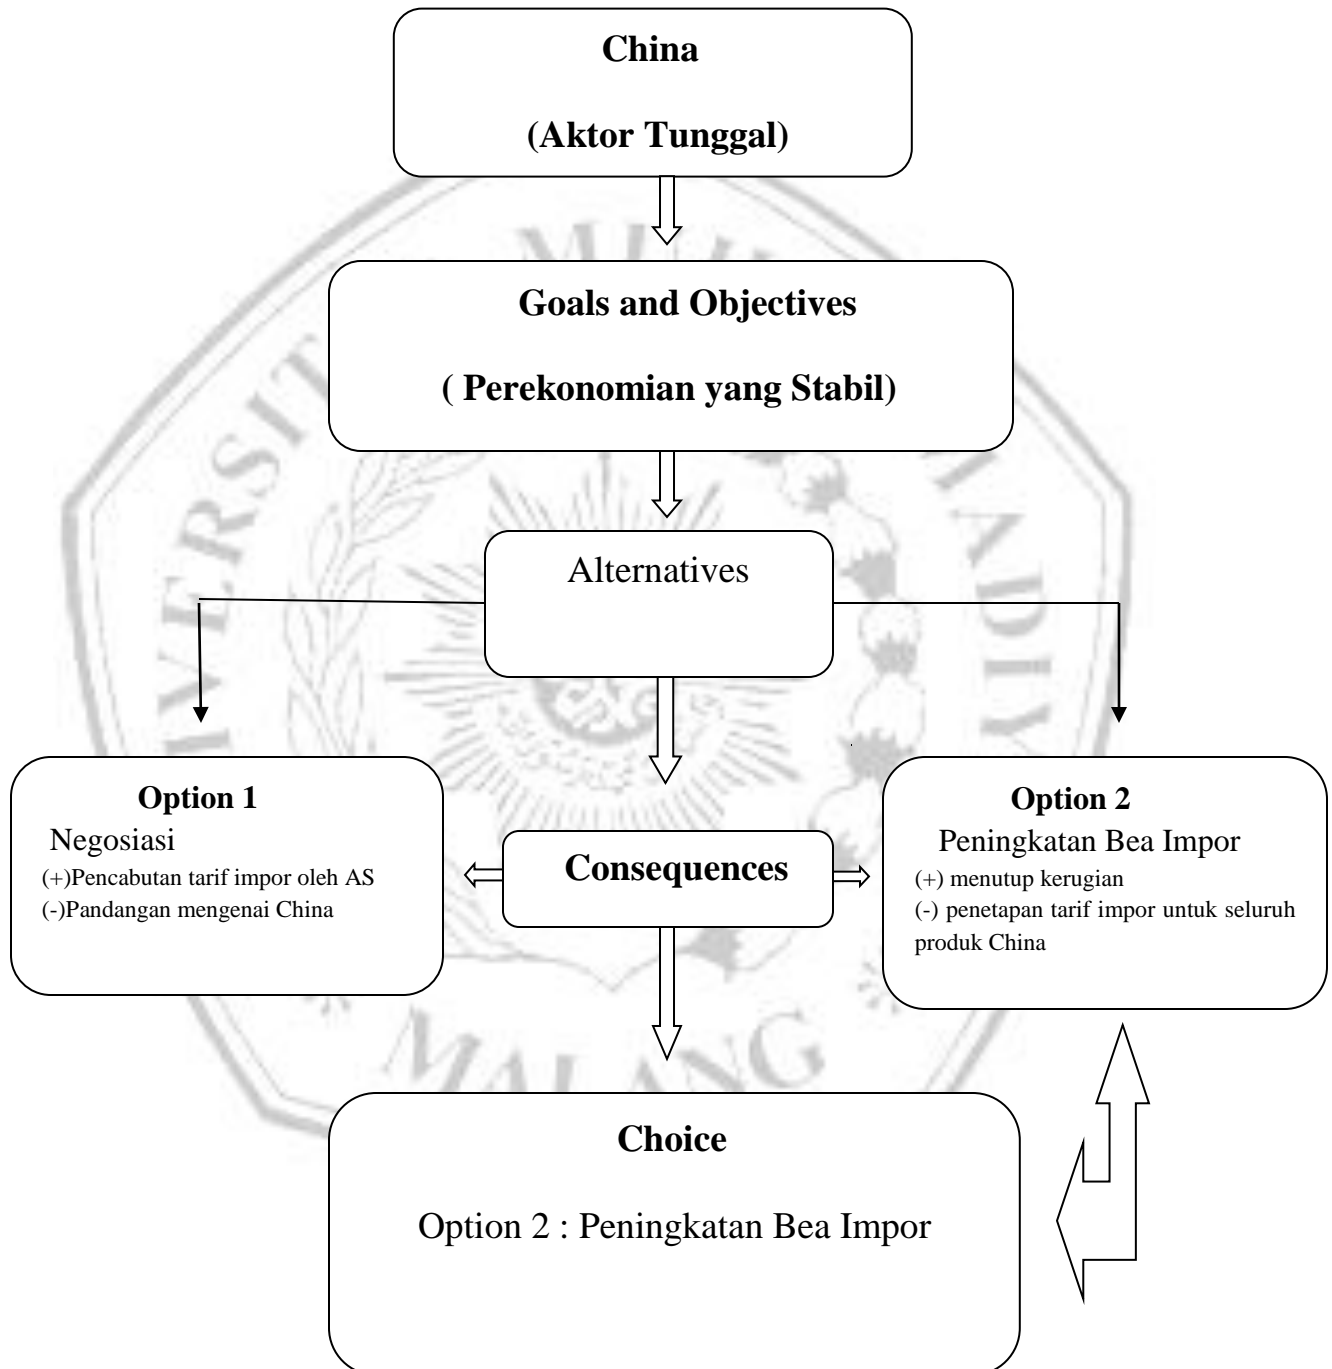 China
(Aktor Tunggal)
Goals and Objectives
( Perekonomian yang Stabil)
Alternatives
Option 1
Negosiasi
(+)Pencabutan tarif impor oleh AS
(-)Pandangan mengenai China
Consequences
Option 2
Peningkatan Bea Impor
(+) menutup kerugian
(-) penetapan tarif impor untuk seluruh
produk China
Choice
Option 2 : Peningkatan Bea Impor
MALANG